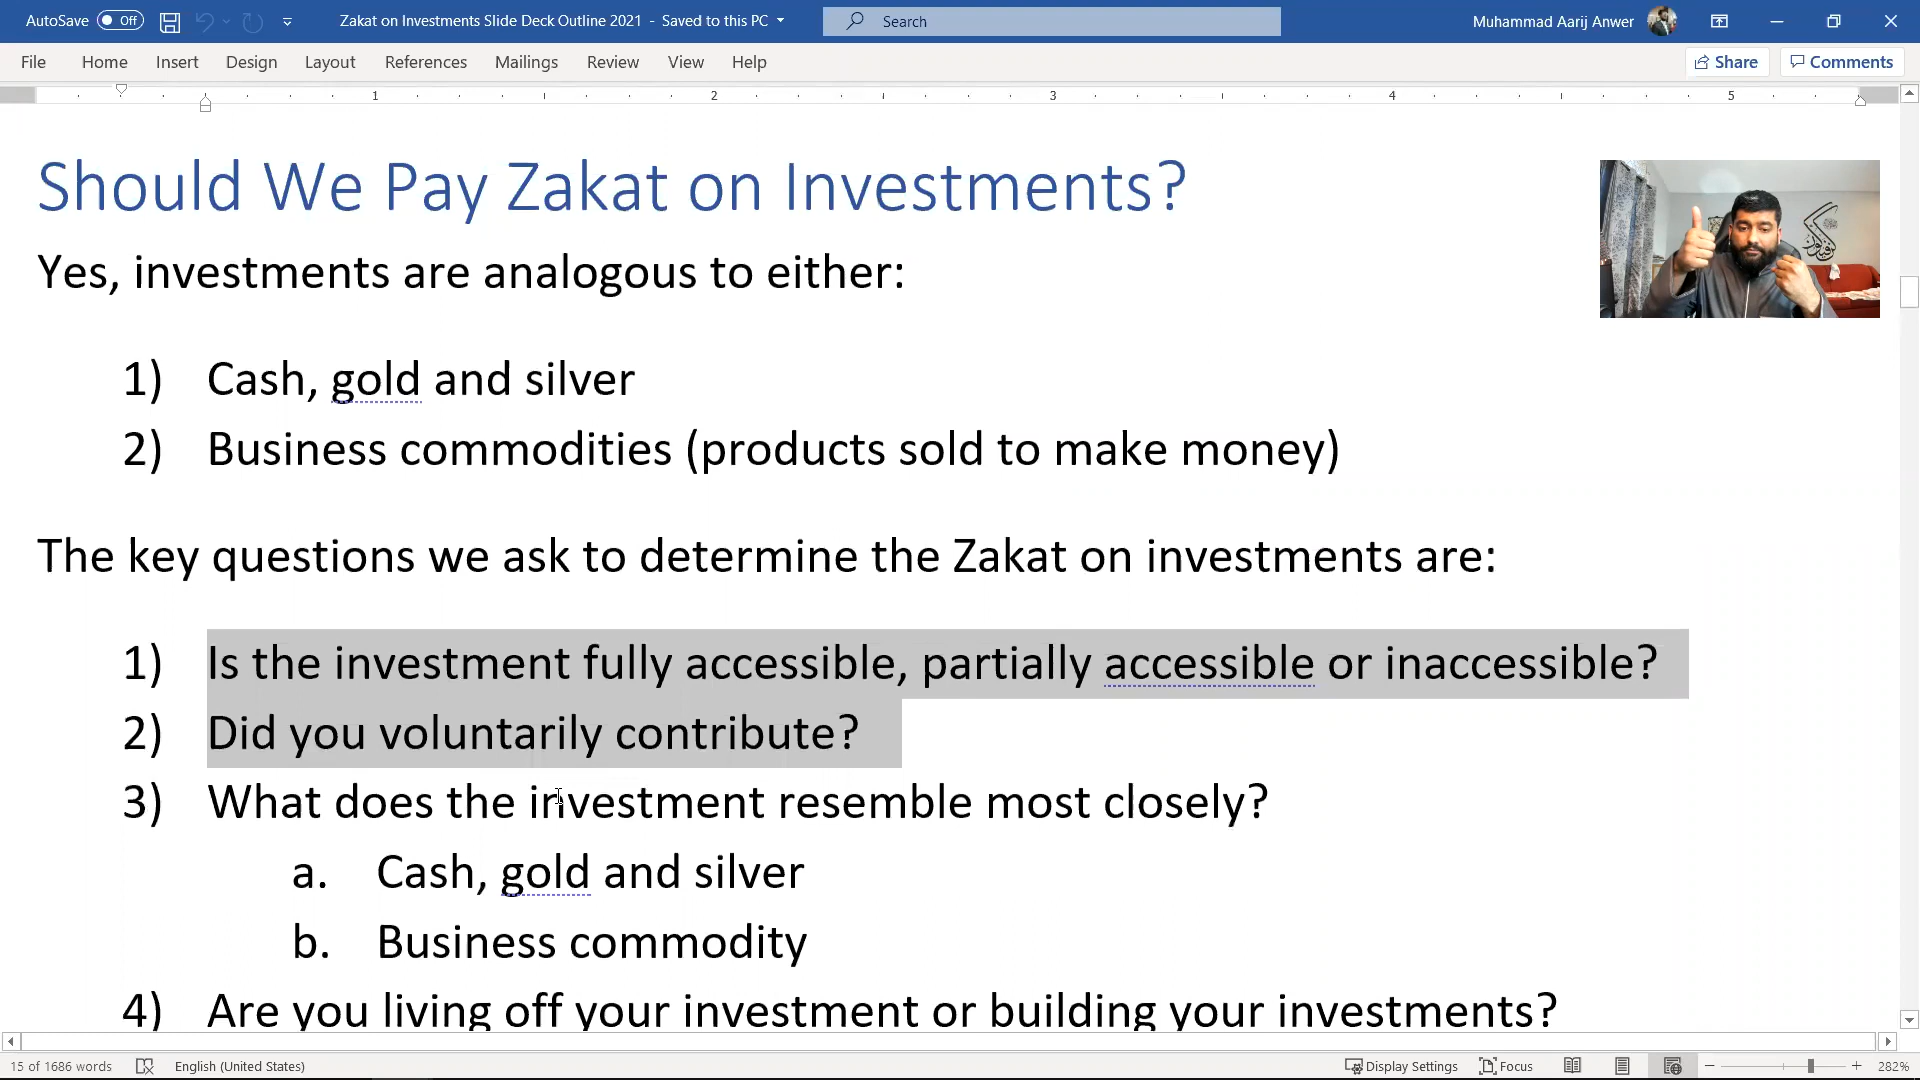 AutoSave Off Zakat on Investments Slide Deck Outline 2021 - Saved to this PC Search Muhammad Aarij Anwer
File Home Insert Design Layout References Mailings Review View Help Share Comments
1 2 3 4 5
Should We Pay Zakat on Investments?
Yes, investments are analogous to either:
1) Cash, gold and silver
2) Business commodities (products sold to make money)
The key questions we ask to determine the Zakat on investments are:
1) Is the investment fully accessible, partially accessible or inaccessible?
2) Did you voluntarily contribute?
3) What does the investment resemble most closely?
a. Cash, gold and silver
b. Business commodity
4) Are you living off your investment or building your investments?
15 of 1686 words English (United States) Display Settings Focus 282%